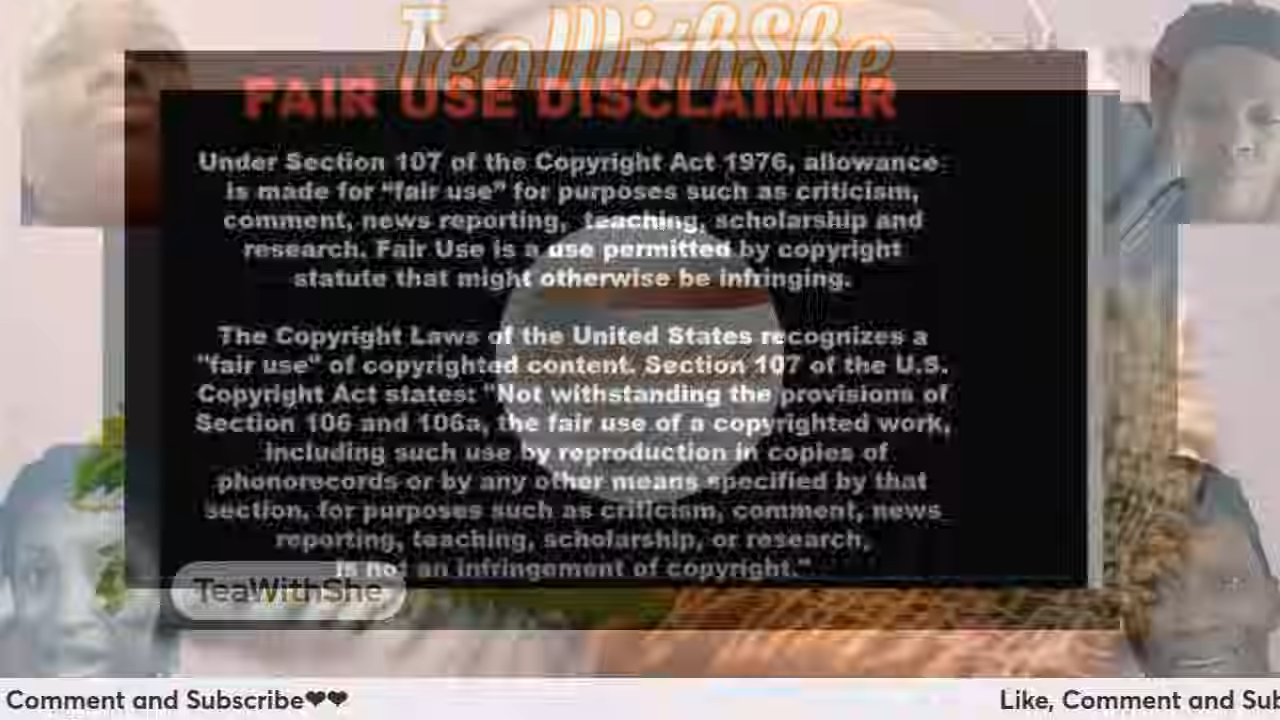 TeaWithShe
FAIR USE DISCLAIMER
Under Section 107 of the Copyright Act 1976, allowance
is made for "fair use" for purposes such as criticism,
comment, news reporting, teaching, scholarship and
research. Fair Use is a use permitted by copyright
statute that might otherwise be infringing.
The Copyright Laws of the United States recognizes a
"fair use" of copyrighted content. Section 107 of the U.S.
Copyright Act states: "Not withstanding the provisions of
Section 106 and 106a, the fair use of a copyrighted work,
including such use by reproduction in copies of
phonorecords or by any other means specified by that
section, for purposes such as criticism, comment, news
reporting, teaching, scholarship, or research,
is not an infringement of copyright."
TeaWithShe
Comment and Subscribe❤❤ Like, Comment and Sub